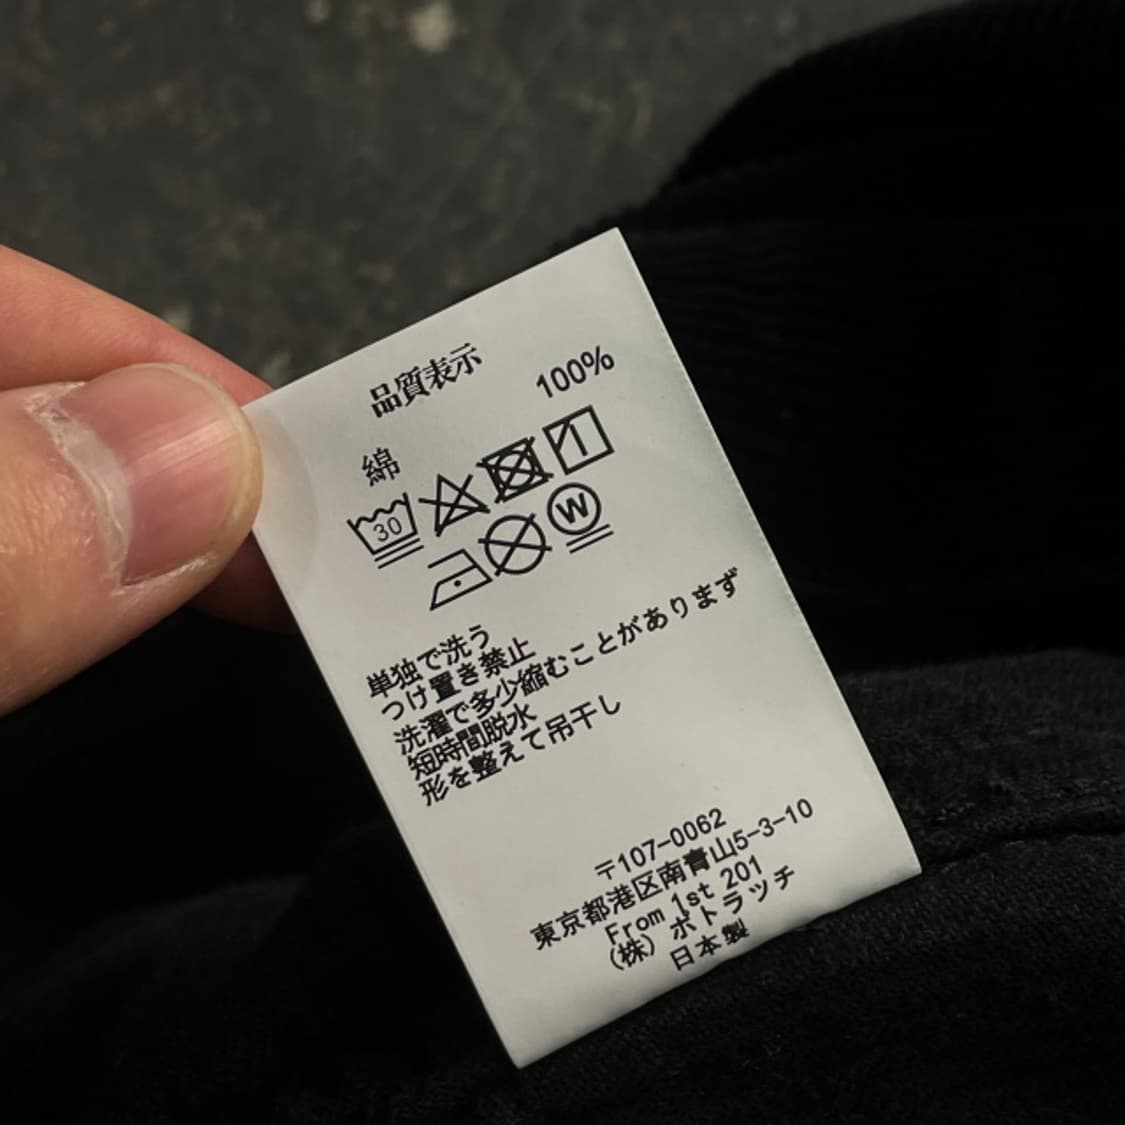 品質表示
綿 100%
30
W
単独で洗う
つけ置き禁止
洗濯で多少縮むことがありまず
短時間脱水
形を整えて吊干し
〒107-0062
東京都港区南青山5-3-10
From 1st 201
(株) ポトラッチ
日本製